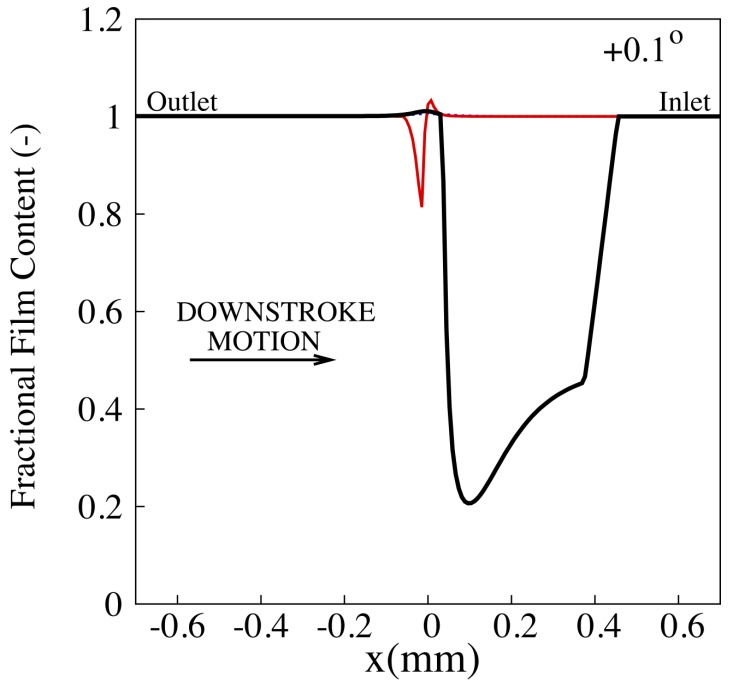 1.2
+0.1°
Outlet
Inlet
1
0.8
0.6
0.4
0.2
0
Fractional Film Content (-)
DOWNSTROKE
MOTION
-0.6 -0.4 -0.2 0 0.2 0.4 0.6
x(mm)